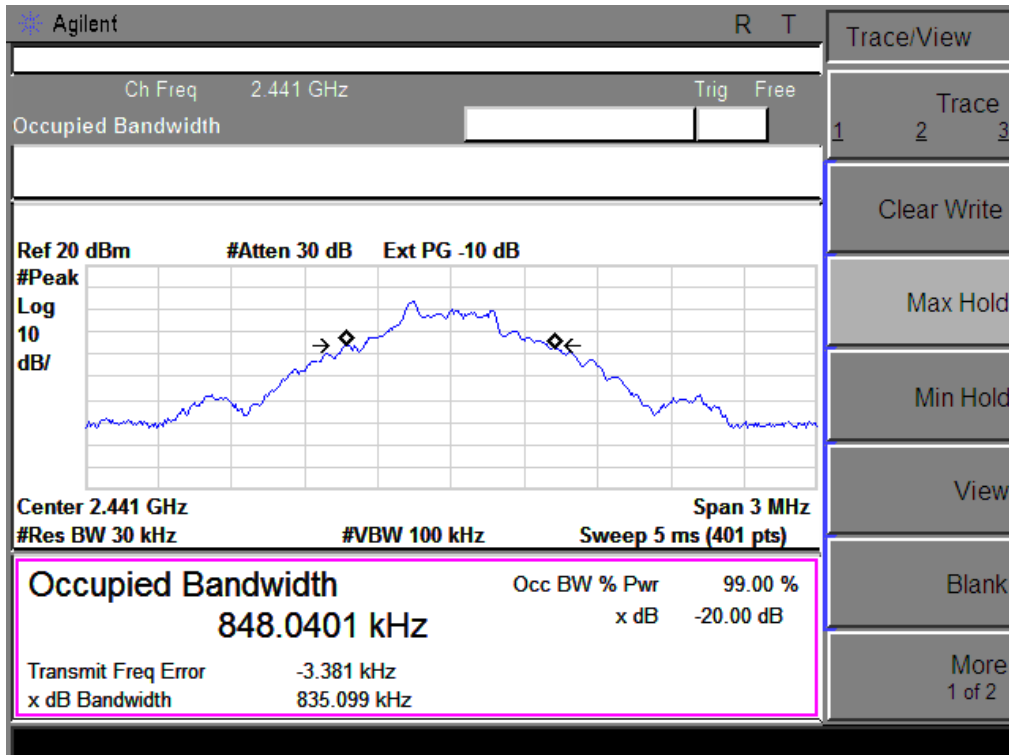 Agilent R T
Trace/View
Ch Freq 2.441 GHz Trig Free
Occupied Bandwidth
Trace
1 2 3
Clear Write
Max Hold
Min Hold
View
Blank
More
1 of 2
Ref 20 dBm #Atten 30 dB Ext PG -10 dB
#Peak
Log
10
dB/
Center 2.441 GHz Span 3 MHz
#Res BW 30 kHz #VBW 100 kHz Sweep 5 ms (401 pts)
Occupied Bandwidth Occ BW % Pwr 99.00 %
848.0401 kHz x dB -20.00 dB
Transmit Freq Error -3.381 kHz
x dB Bandwidth 835.099 kHz